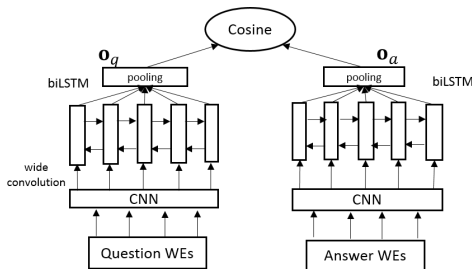 Cosine
o_q
o_a
pooling
pooling
biLSTM
biLSTM
wide
convolution
CNN
CNN
Question WEs
Answer WEs